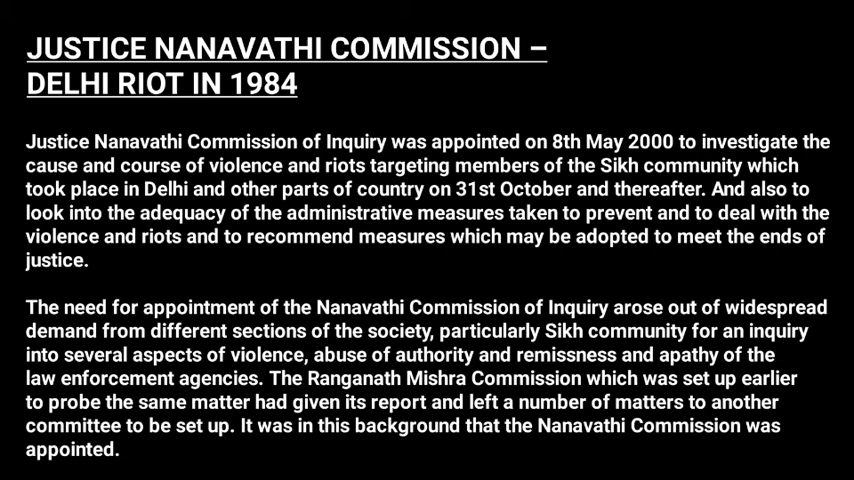 JUSTICE NANAVATHI COMMISSION –
DELHI RIOT IN 1984
Justice Nanavathi Commission of Inquiry was appointed on 8th May 2000 to investigate the
cause and course of violence and riots targeting members of the Sikh community which
took place in Delhi and other parts of country on 31st October and thereafter. And also to
look into the adequacy of the administrative measures taken to prevent and to deal with the
violence and riots and to recommend measures which may be adopted to meet the ends of
justice.
The need for appointment of the Nanavathi Commission of Inquiry arose out of widespread
demand from different sections of the society, particularly Sikh community for an inquiry
into several aspects of violence, abuse of authority and remissness and apathy of the
law enforcement agencies. The Ranganath Mishra Commission which was set up earlier
to probe the same matter had given its report and left a number of matters to another
committee to be set up. It was in this background that the Nanavathi Commission was
appointed.